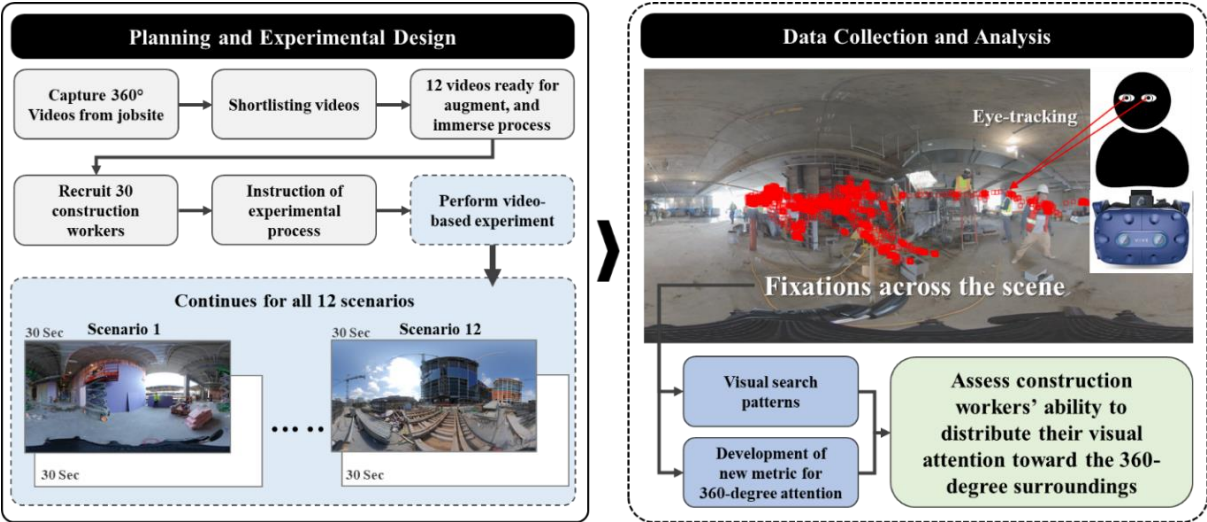 Planning and Experimental Design
Capture 360°
Videos from jobsite
Shortlisting videos
12 videos ready for
augment, and
immerse process
Recruit 30
construction
workers
Instruction of
experimental
process
Perform video-
based experiment
Continues for all 12 scenarios
30 Sec
Scenario 1
30 Sec
30 Sec
Scenario 12
30 Sec
Data Collection and Analysis
Eye-tracking
VIVE
Fixations across the scene
Visual search
patterns
Development of
new metric for
360-degree attention
Assess construction
workers’ ability to
distribute their visual
attention toward the 360-
degree surroundings